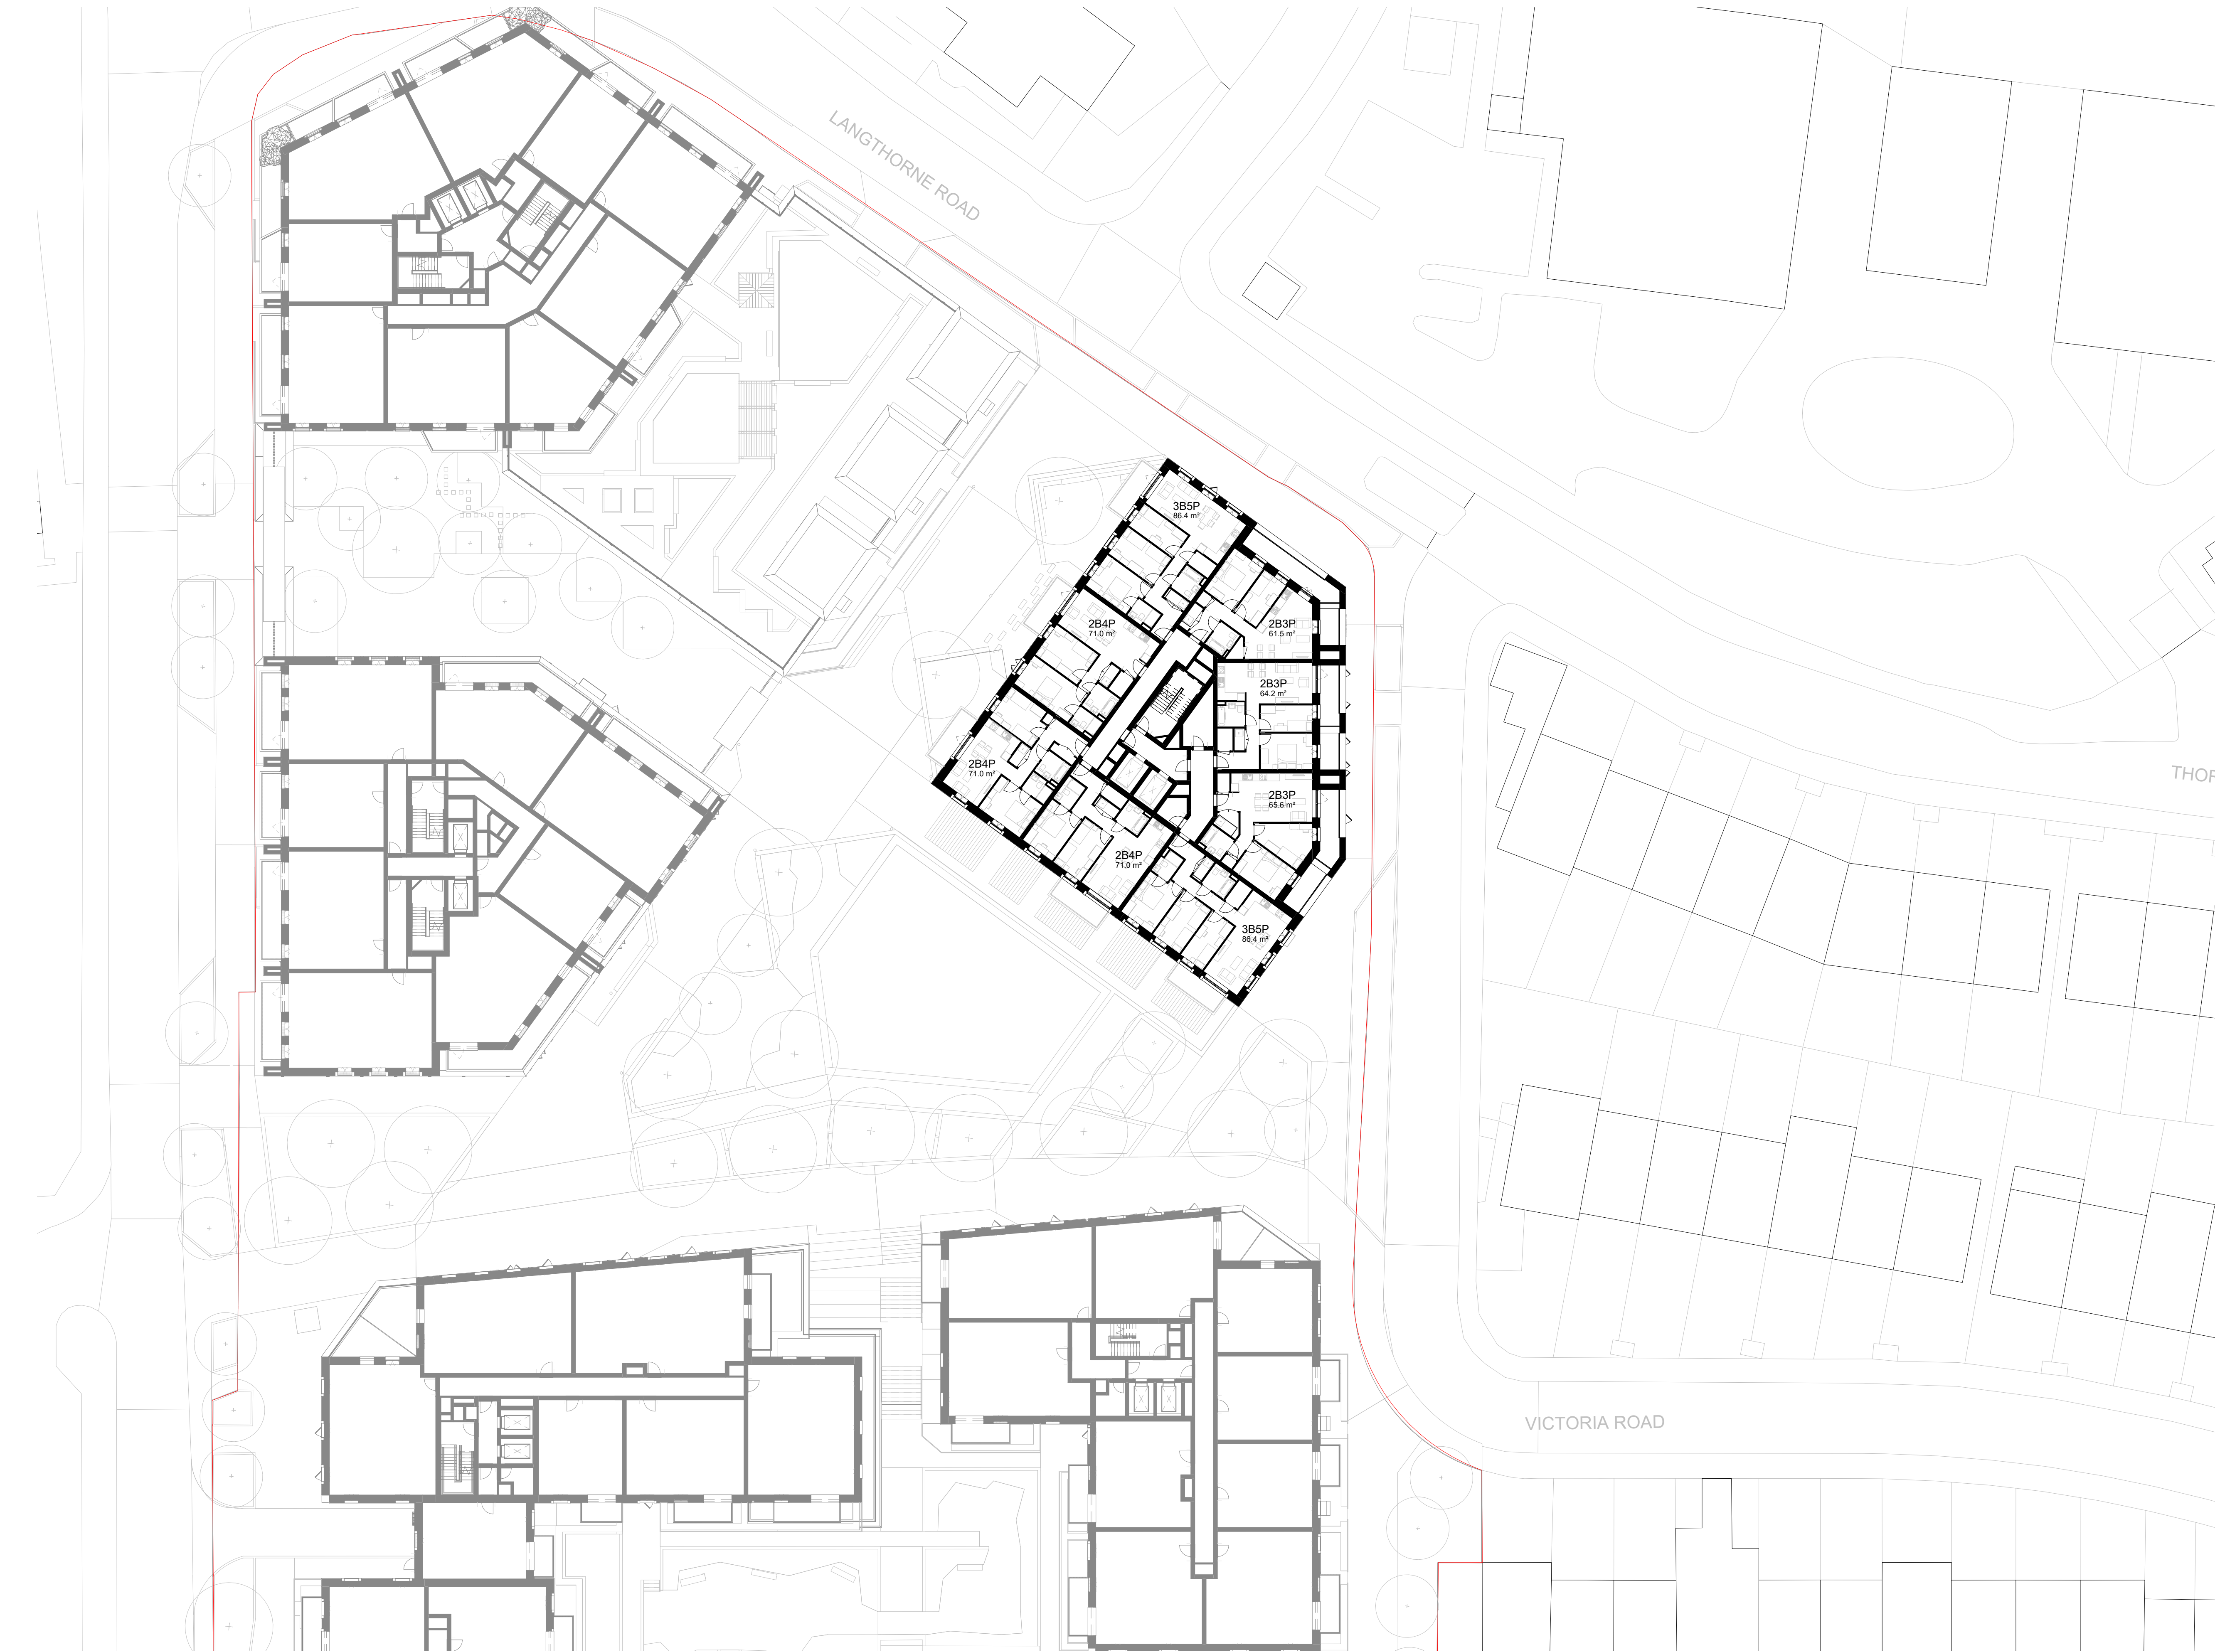 LANGTHORNE ROAD
3B5P
86.4 m²
2B4P
71.0 m²
2B3P
61.5 m²
2B3P
64.2 m²
2B4P
71.0 m²
2B3P
65.6 m²
2B4P
71.0 m²
3B5P
86.4 m²
THOR
VICTORIA ROAD